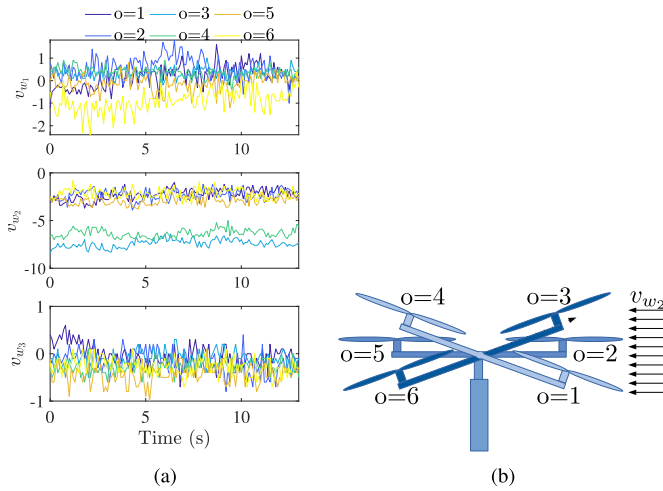 o=1 o=3 o=5
o=2 o=4 o=6
1
0
-1
-2
v_{w_1}
0 5 10
0
-5
-10
v_{w_2}
0 5 10
1
0
-1
v_{w_3}
0 5 10
Time (s)
(a)
o=4 o=3 v_{w_2}
o=5 o=2
o=6 o=1
(b)